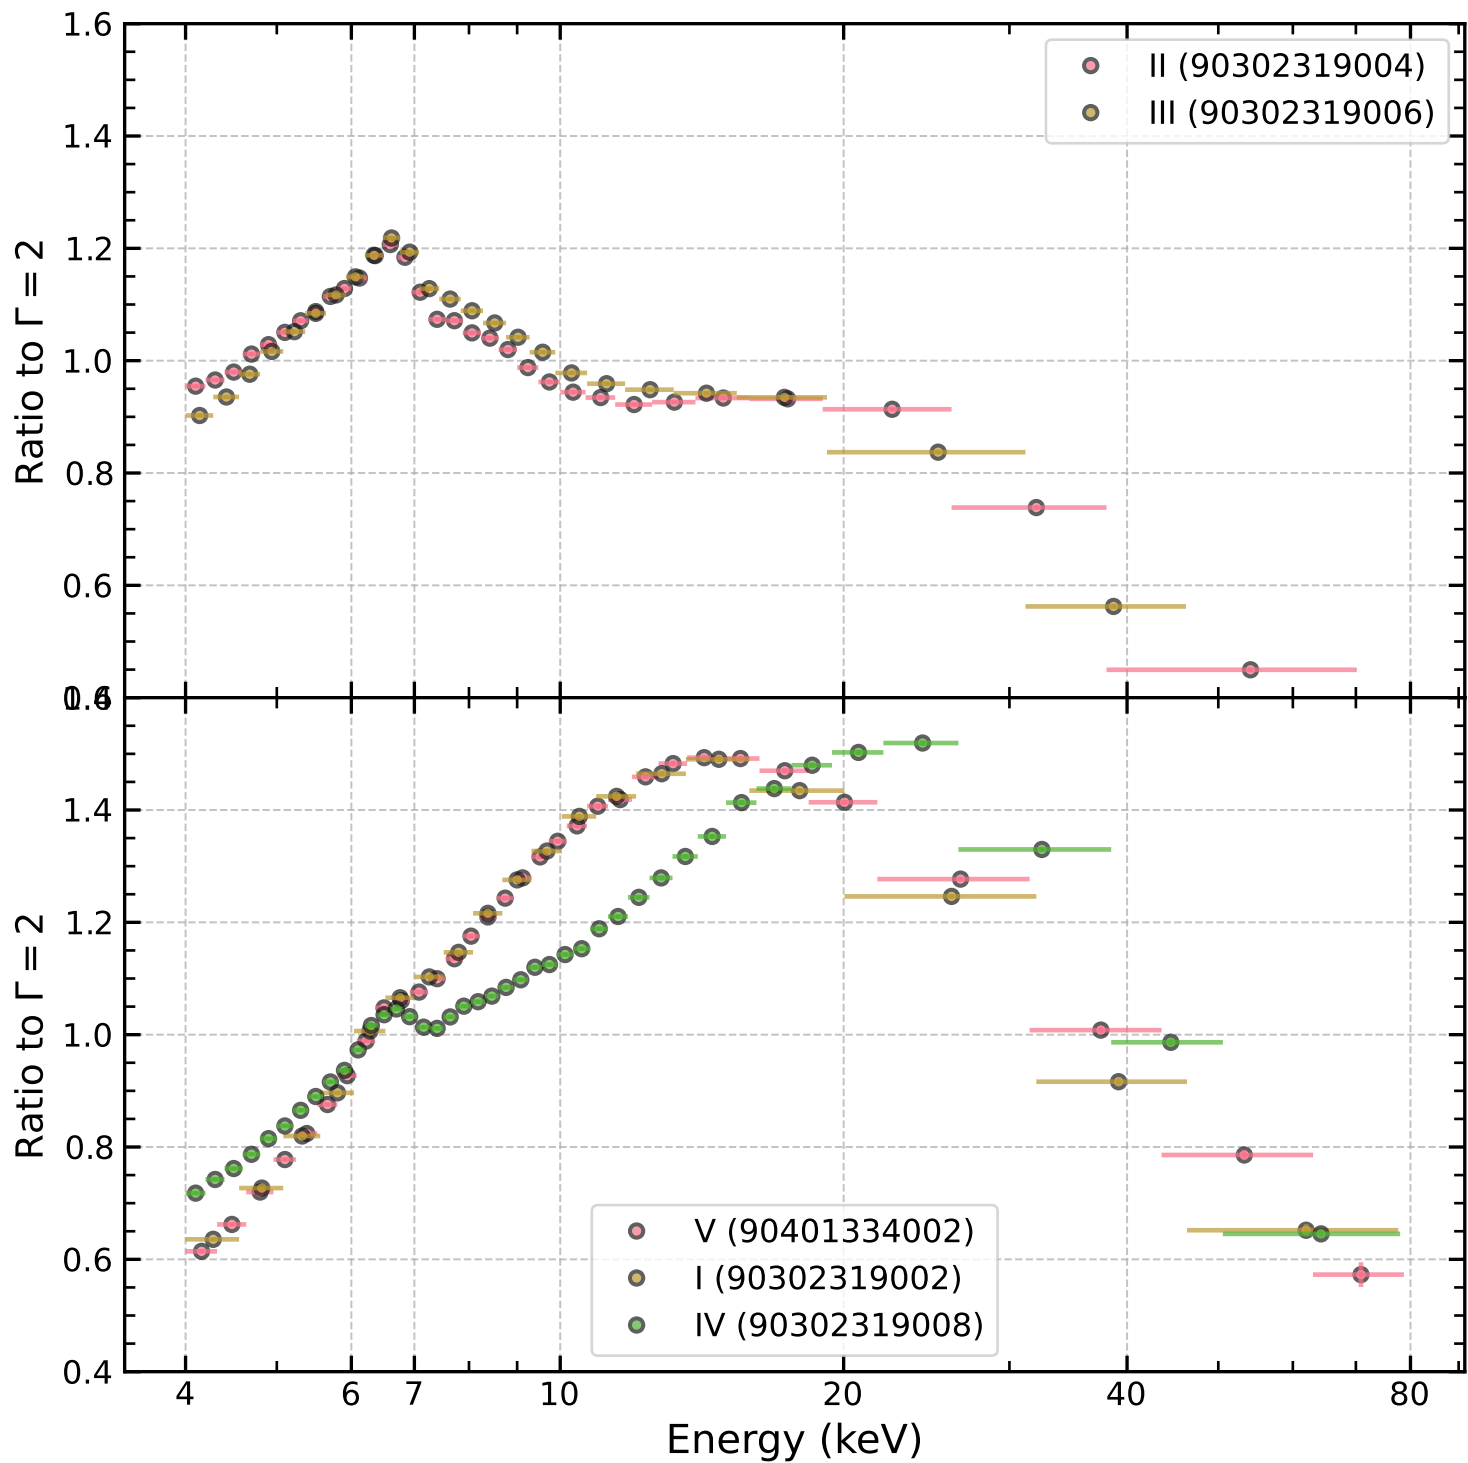 1.6
II (90302319004)
III (90302319006)
1.4
1.2
1.0
0.8
0.6
Ratio to Γ = 2
0.4
1.6
1.4
1.2
1.0
0.8
0.6
0.4
Ratio to Γ = 2
V (90401334002)
I (90302319002)
IV (90302319008)
4 6 7 10 20 40 80
Energy (keV)